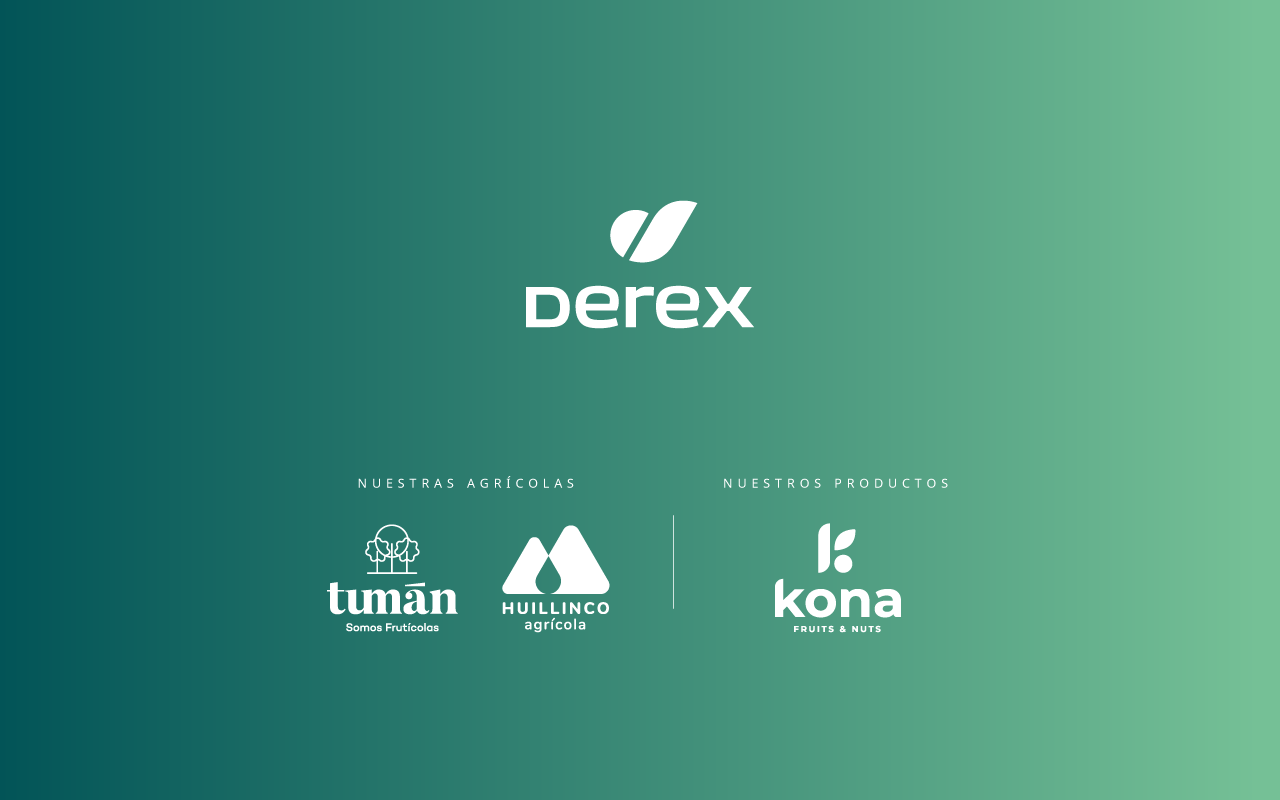 Derex
NUESTRAS AGRÍCOLAS
tumán
Somos Frutícolas
HUILLINCO
agrícola
NUESTROS PRODUCTOS
kona
FRUITS & NUTS